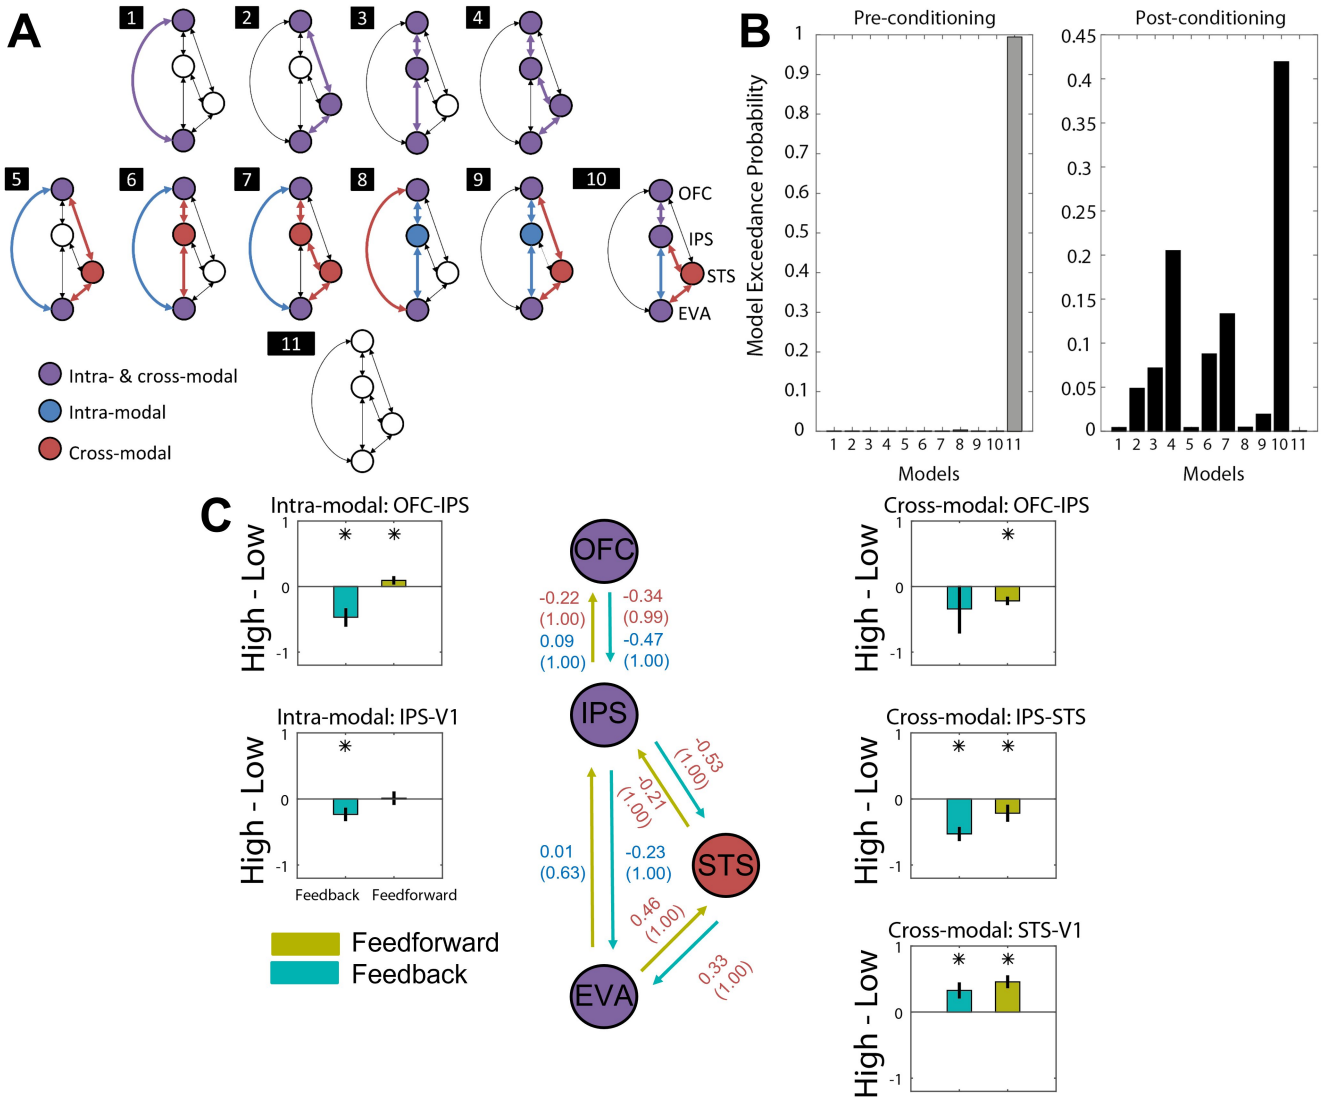 A
1
2
3
4
5
6
7
8
9
10
OFC
IPS
STS
EVA
11
Intra- & cross-modal
Intra-modal
Cross-modal
B
Pre-conditioning
Model Exceedance Probability
1
0.9
0.8
0.7
0.6
0.5
0.4
0.3
0.2
0.1
0
1 2 3 4 5 6 7 8 9 10 11
Models
Post-conditioning
0.45
0.4
0.35
0.3
0.25
0.2
0.15
0.1
0.05
0
1 2 3 4 5 6 7 8 9 10 11
Models
C
Intra-modal: OFC-IPS
High - Low
1
0
-1
* *
Intra-modal: IPS-V1
High - Low
1
0
-1
*
Feedback Feedforward
Feedforward
Feedback
OFC
-0.22
(1.00)
0.09
(1.00)
-0.34
(0.99)
-0.47
(1.00)
IPS
-0.53
(1.00)
-0.21
(1.00)
STS
0.01
(0.63)
-0.23
(1.00)
0.46
(1.00)
0.33
(1.00)
EVA
Cross-modal: OFC-IPS
High - Low
1
0
-1
*
Cross-modal: IPS-STS
High - Low
1
0
-1
* *
Cross-modal: STS-V1
High - Low
1
0
-1
* *